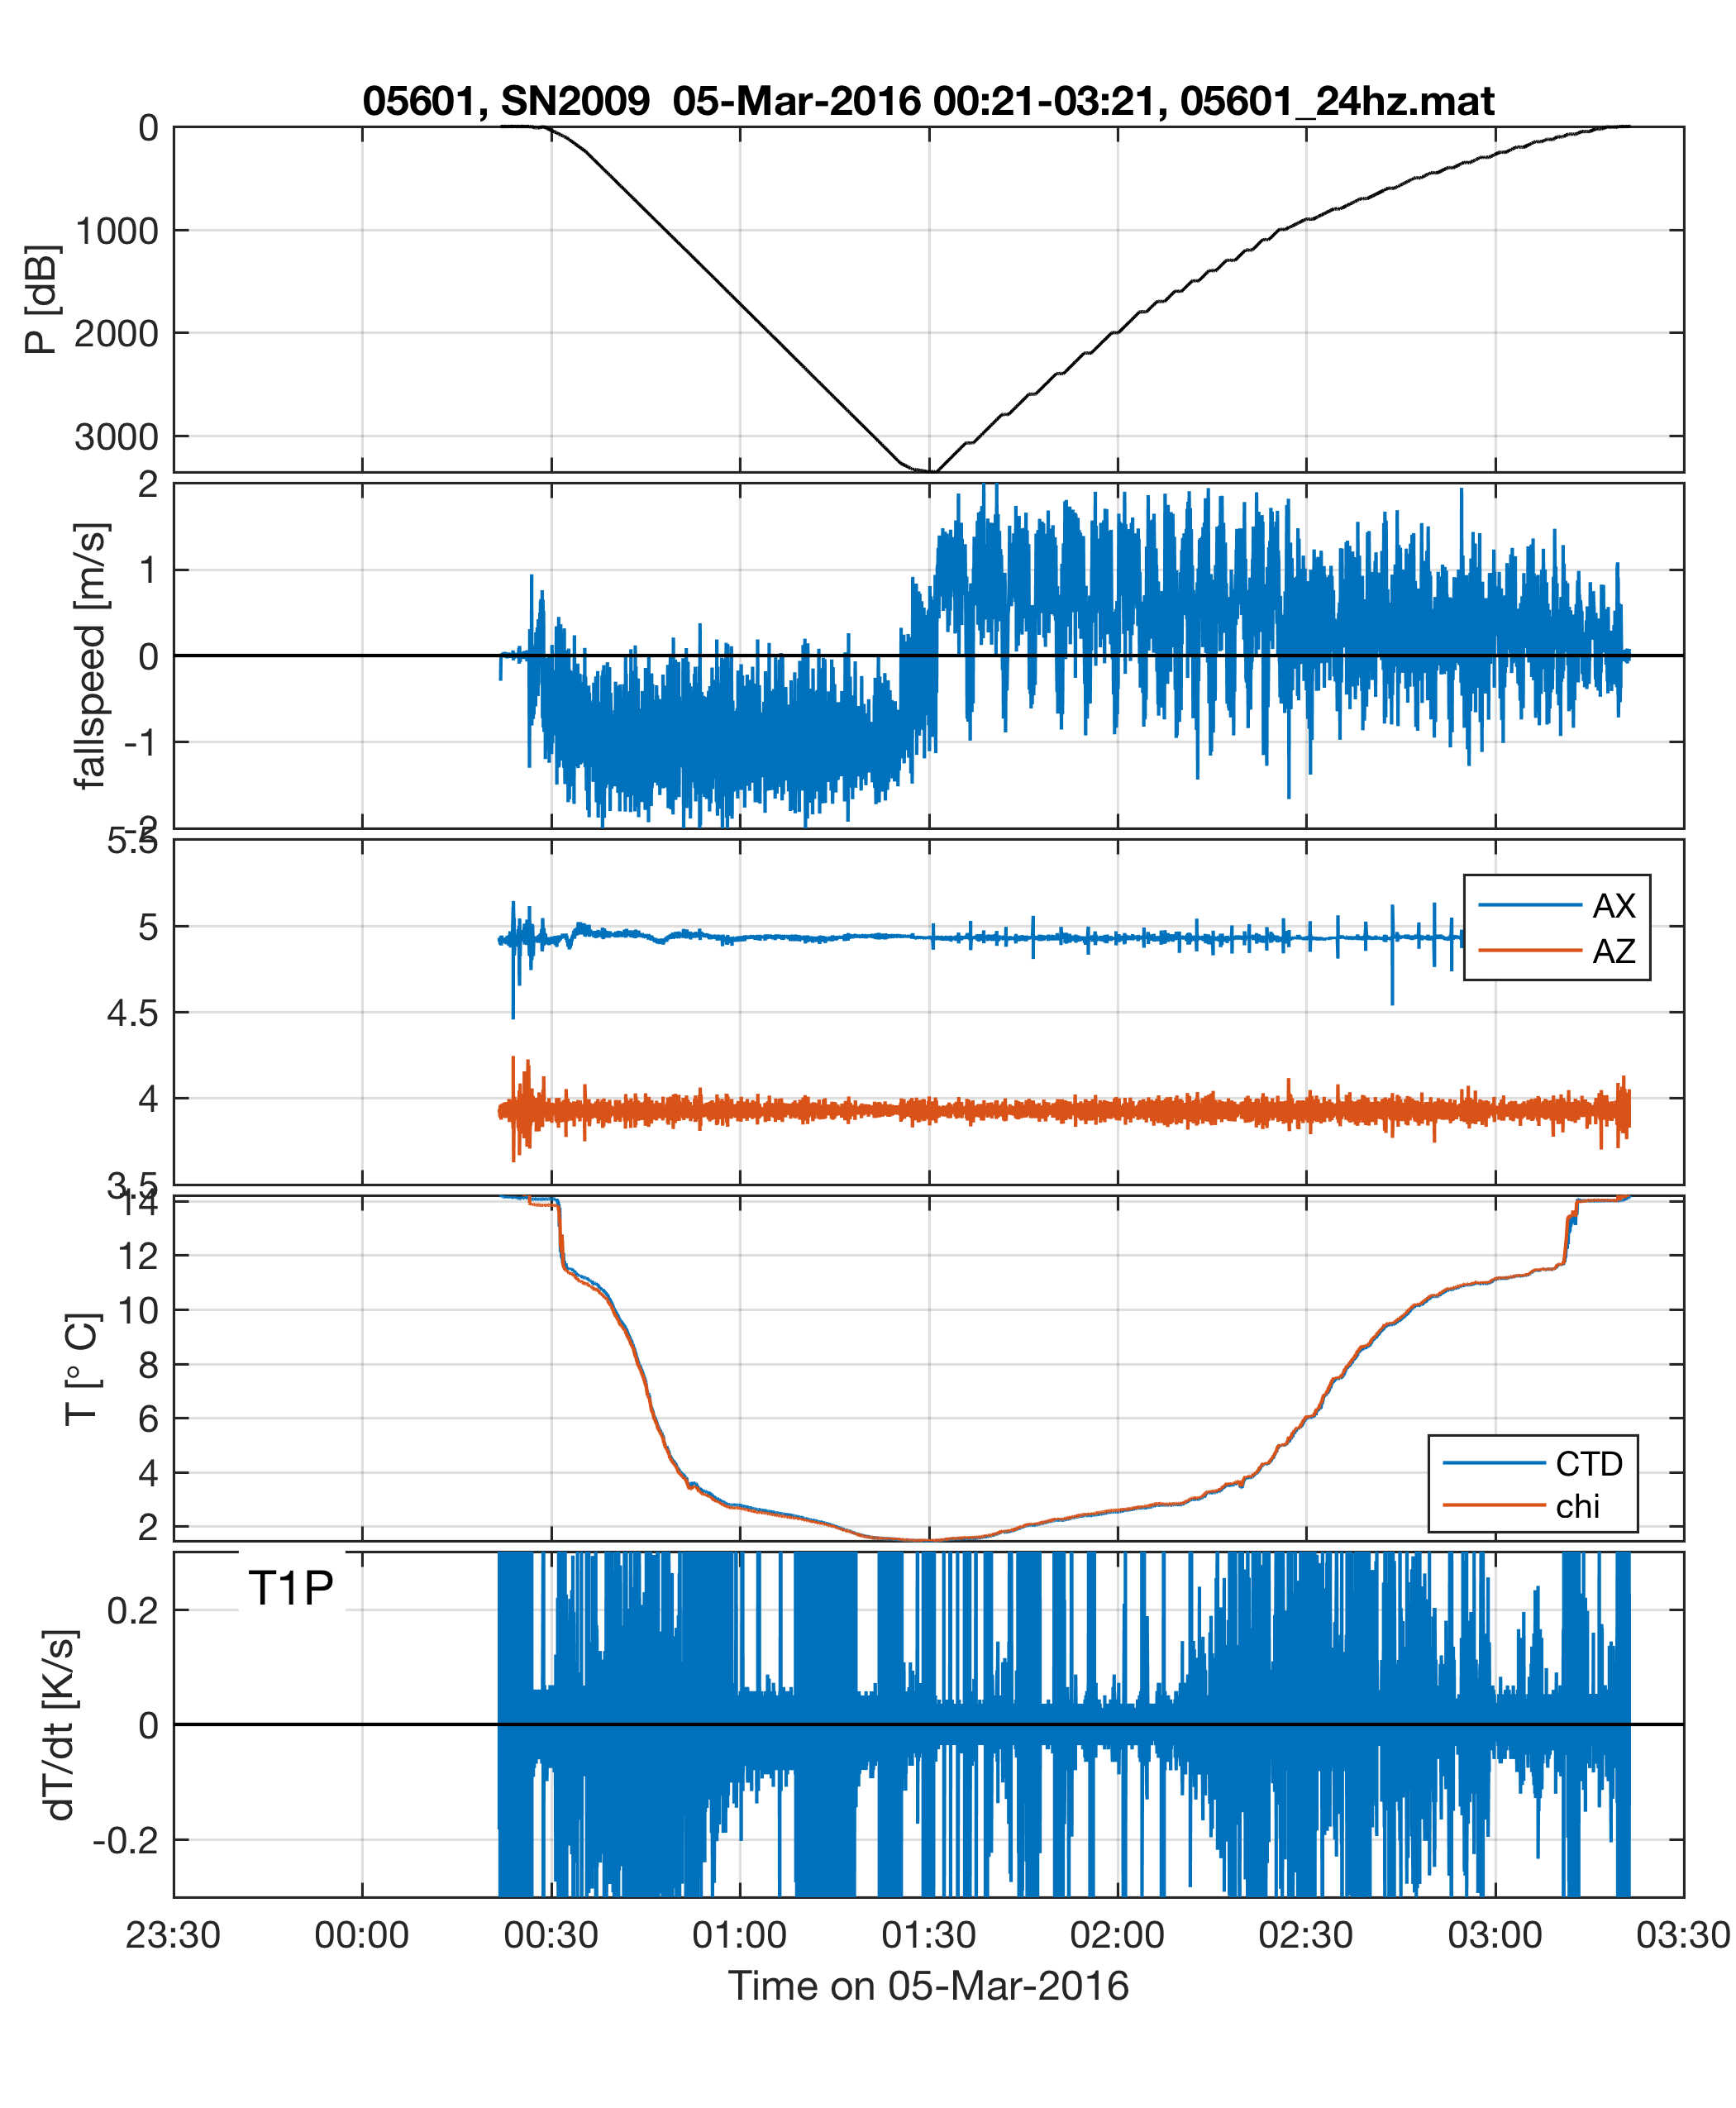 05601, SN2009  05-Mar-2016 00:21-03:21, 05601_24hz.mat
0
1000
2000
3000
P [dB]
2
1
0
-1
-2
fallspeed [m/s]
5.5
5
4.5
4
3.5
AX
AZ
14
12
10
8
6
4
2
T [° C]
CTD
chi
T1P
0.2
0
-0.2
dT/dt [K/s]
23:30 00:00 00:30 01:00 01:30 02:00 02:30 03:00 03:30
Time on 05-Mar-2016